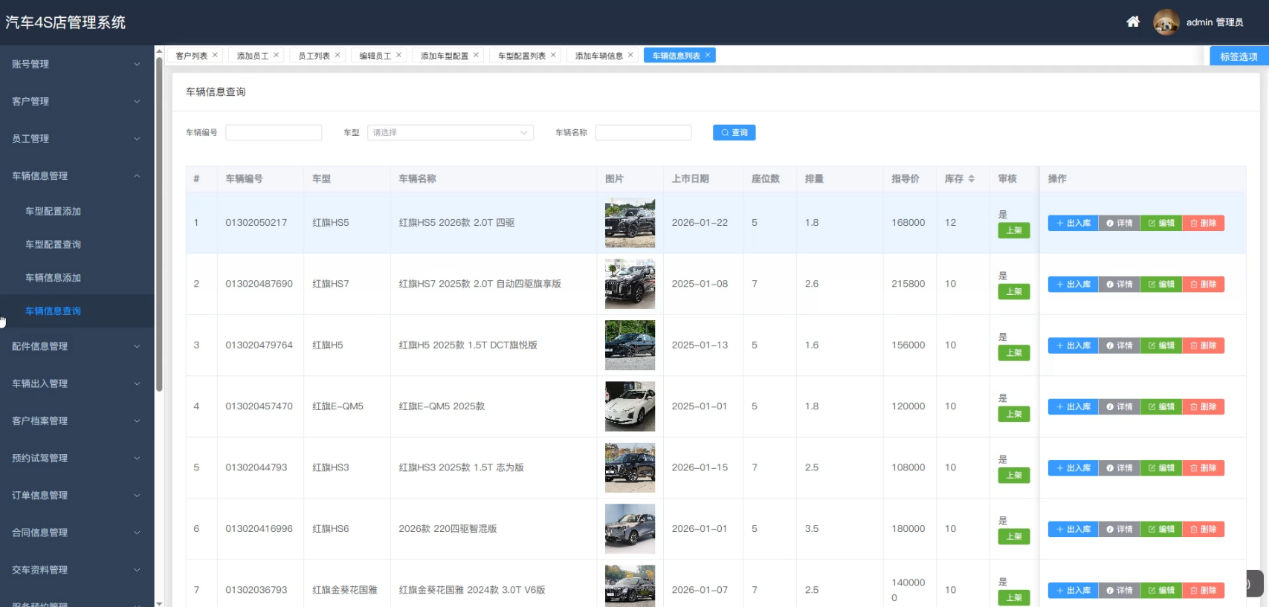 汽车4S店管理系统
admin 管理员
客户列表 × 添加员工 × 员工列表 × 编辑员工 × 添加车型配置 × 车型配置列表 × 添加车辆信息 × 车辆信息列表 × 标签选项
账号管理
客户管理
员工管理
车辆信息管理
车型配置添加
车型配置查询
车辆信息添加
车辆信息查询
配件信息管理
车辆出入管理
客户档案管理
预约试驾管理
订单信息管理
合同信息管理
交车资料管理
车辆信息查询
车辆编号 车型 请选择 车辆名称 查询
# 车辆编号 车型 车辆名称 图片 上市日期 座位数 排量 指导价 库存 审核 操作
1 01302050217 红旗HS5 红旗HS5 2026款 2.0T 四驱 2026-01-22 5 1.8 168000 12 是 上架 + 出入库 详情 编辑 删除
2 013020487690 红旗HS7 红旗HS7 2025款 2.0T 自动四驱旗享版 2025-01-08 7 2.6 215800 10 是 上架 + 出入库 详情 编辑 删除
3 013020479764 红旗H5 红旗H5 2025款 1.5T DCT旗悦版 2025-01-13 5 1.6 156000 10 是 上架 + 出入库 详情 编辑 删除
4 013020457470 红旗E-QM5 红旗E-QM5 2025款 2025-01-01 5 1.8 120000 10 是 上架 + 出入库 详情 编辑 删除
5 01302044793 红旗HS3 红旗HS3 2025款 1.5T 志为版 2026-01-15 7 2.5 108000 10 是 上架 + 出入库 详情 编辑 删除
6 013020416996 红旗HS6 2026款 220四驱智混版 2026-01-01 5 3.5 180000 10 是 上架 + 出入库 详情 编辑 删除
7 01302036793 红旗金葵花国雅 红旗金葵花国雅 2024款 3.0T V6版 2026-01-07 7 2.5 1400000 10 是 上架 + 出入库 详情 编辑 删除